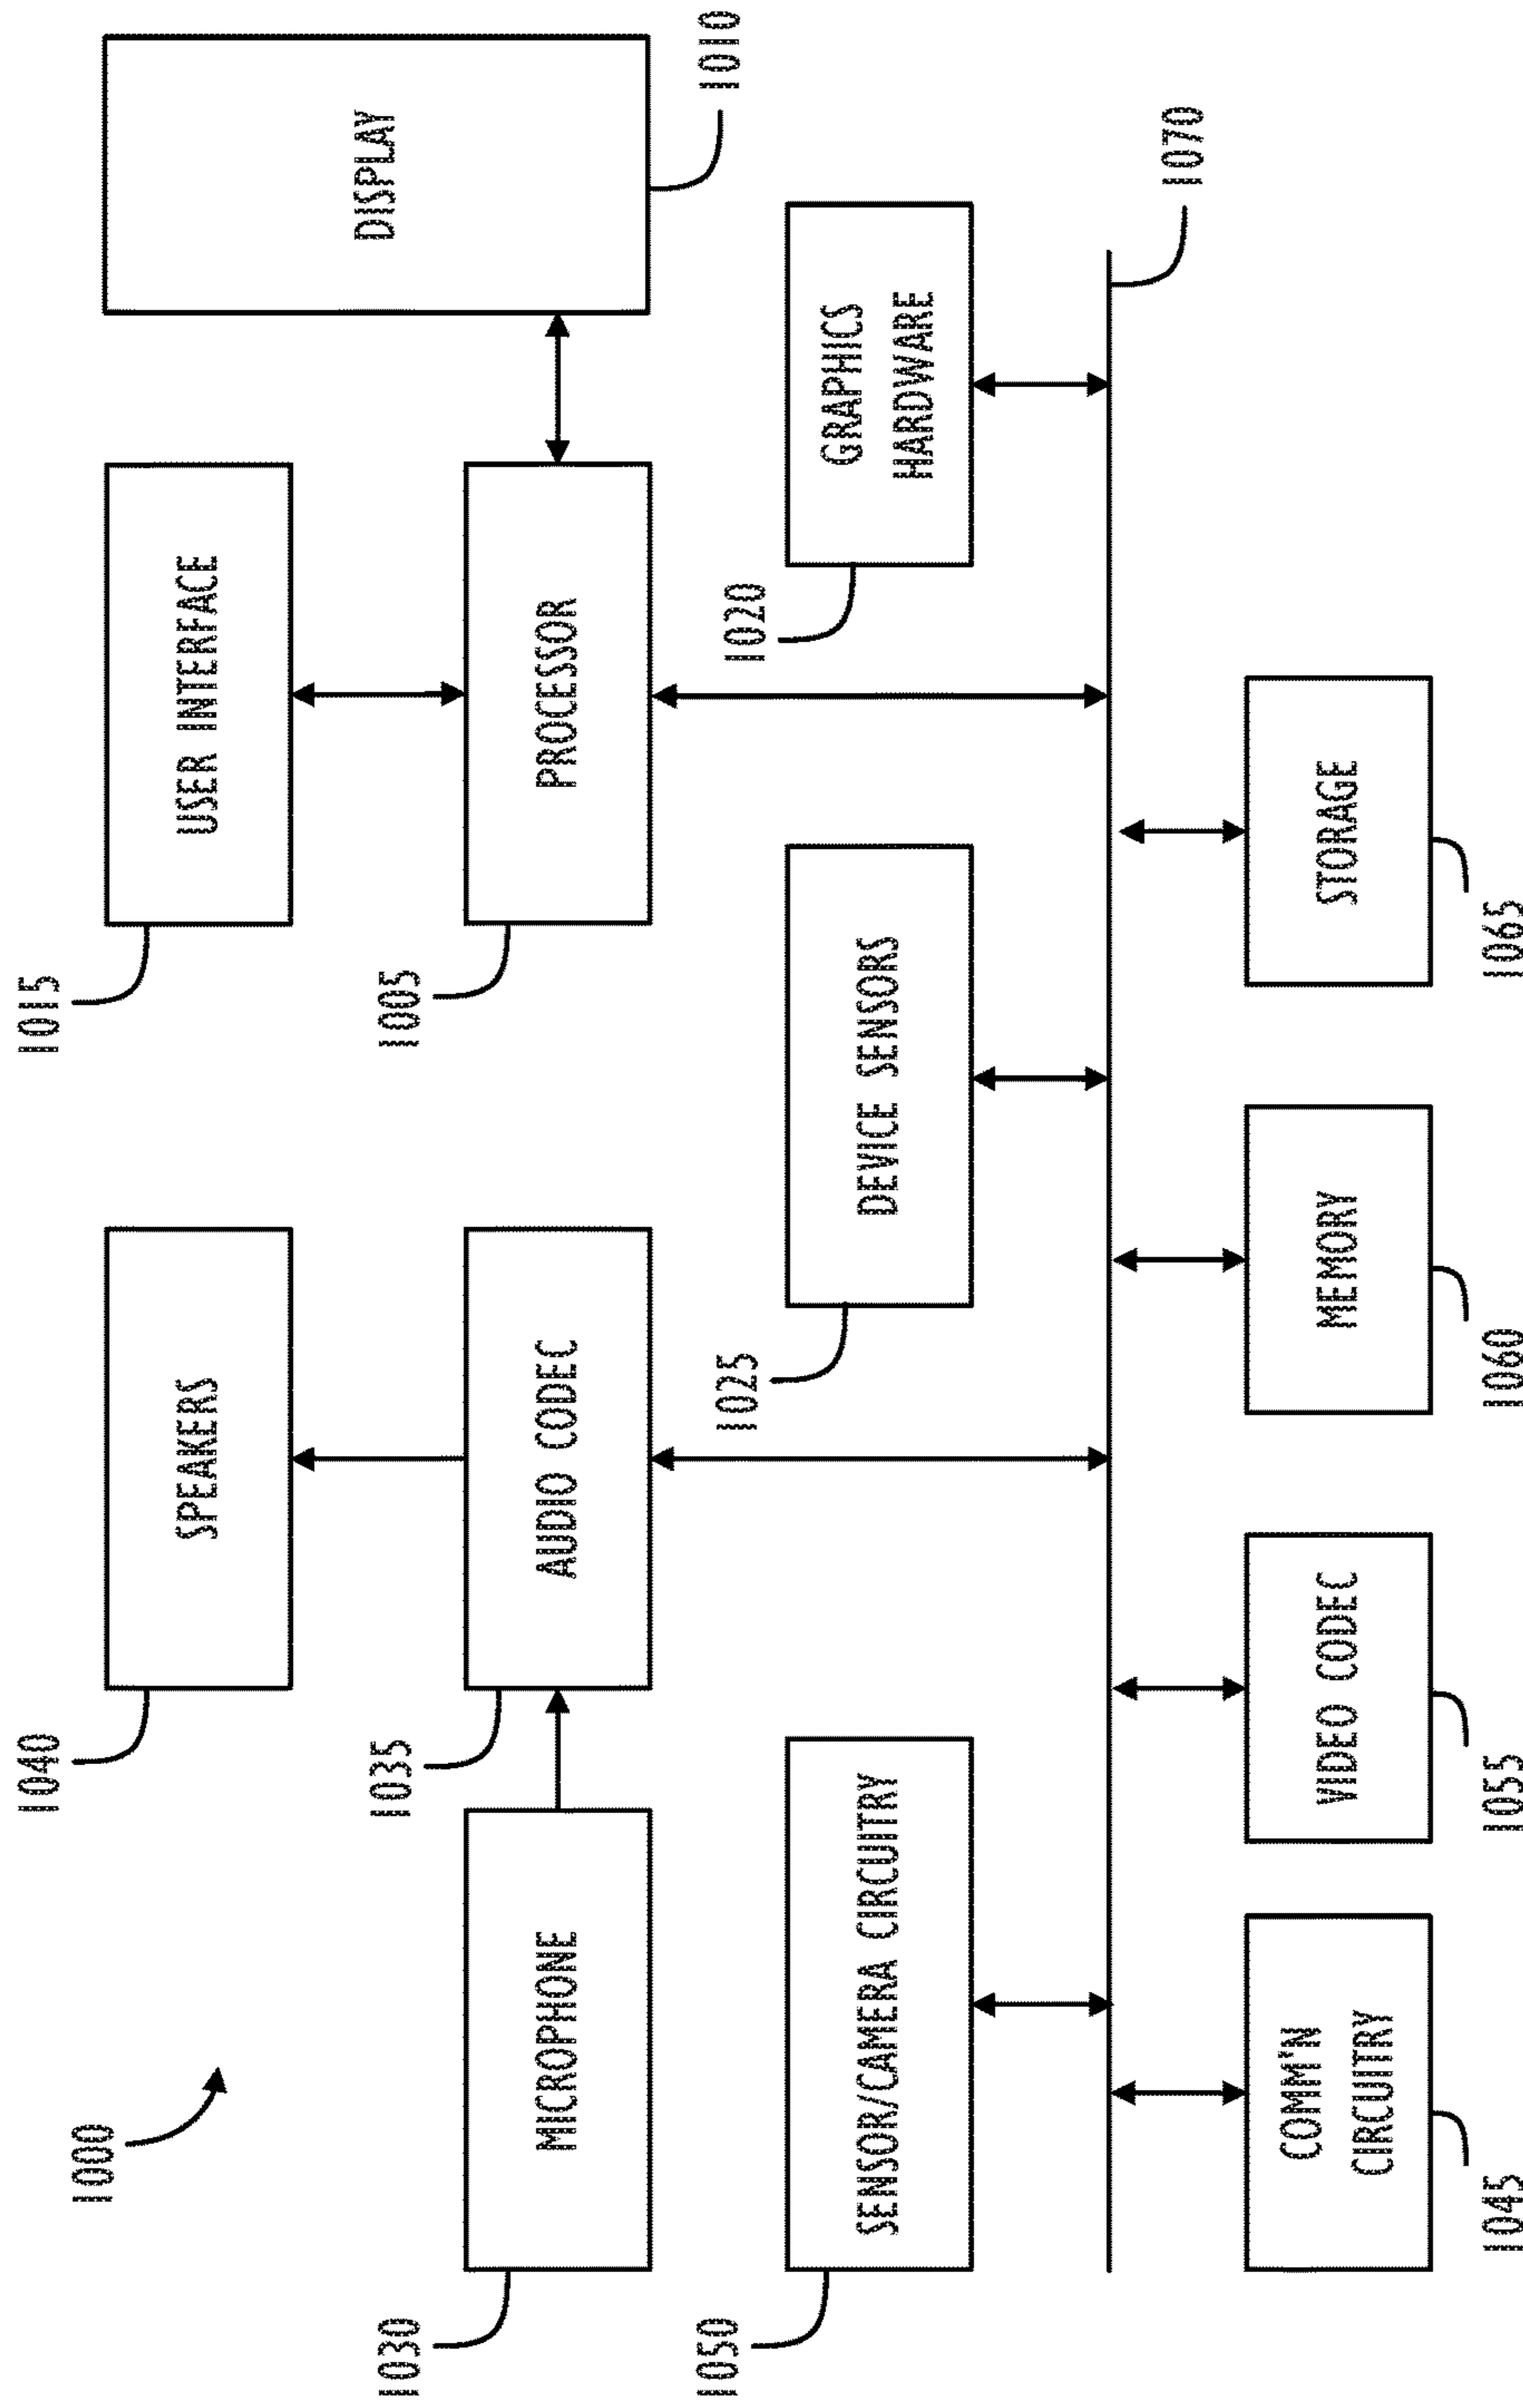 1000
1040
SPEAKERS
1015
USER INTERFACE
DISPLAY
1010
1030
MICROPHONE
1035
AUDIO CODEC
1005
PROCESSOR
1050
SENSOR/CAMERA CIRCUITRY
1025
DEVICE SENSORS
1020
GRAPHICS
HARDWARE
1070
COMM'N
CIRCUITRY
1045
VIDEO CODEC
1055
MEMORY
1060
STORAGE
1065